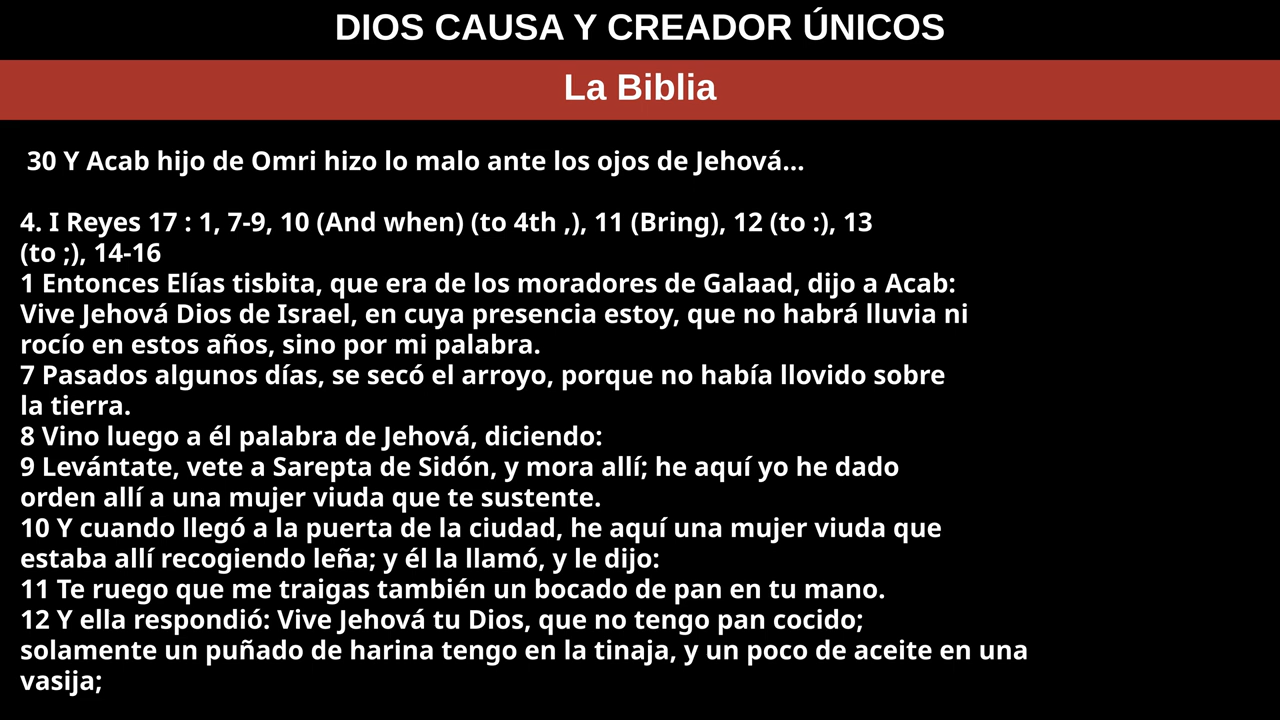 DIOS CAUSA Y CREADOR ÚNICOS
La Biblia
30 Y Acab hijo de Omri hizo lo malo ante los ojos de Jehová...
4. I Reyes 17 : 1, 7-9, 10 (And when) (to 4th ,), 11 (Bring), 12 (to :), 13
(to ;), 14-16
1 Entonces Elías tisbita, que era de los moradores de Galaad, dijo a Acab:
Vive Jehová Dios de Israel, en cuya presencia estoy, que no habrá lluvia ni
rocío en estos años, sino por mi palabra.
7 Pasados algunos días, se secó el arroyo, porque no había llovido sobre
la tierra.
8 Vino luego a él palabra de Jehová, diciendo:
9 Levántate, vete a Sarepta de Sidón, y mora allí; he aquí yo he dado
orden allí a una mujer viuda que te sustente.
10 Y cuando llegó a la puerta de la ciudad, he aquí una mujer viuda que
estaba allí recogiendo leña; y él la llamó, y le dijo:
11 Te ruego que me traigas también un bocado de pan en tu mano.
12 Y ella respondió: Vive Jehová tu Dios, que no tengo pan cocido;
solamente un puñado de harina tengo en la tinaja, y un poco de aceite en una
vasija;